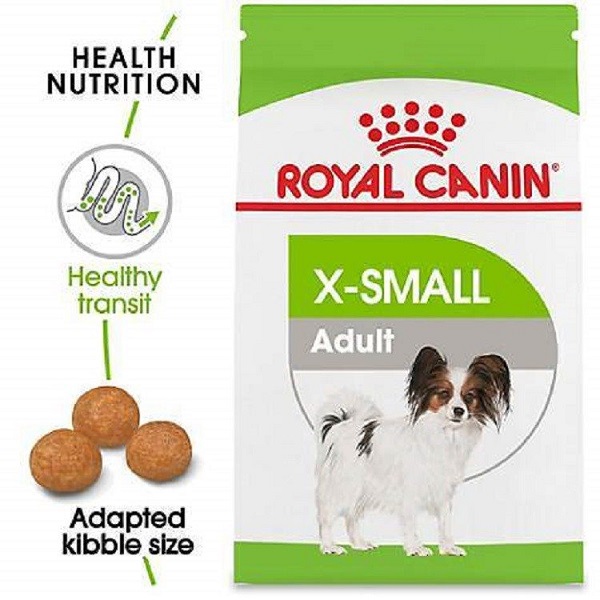 HEALTH
NUTRITION
Healthy
transit
Adapted
kibble size
ROYAL CANIN®
X-SMALL
Adult